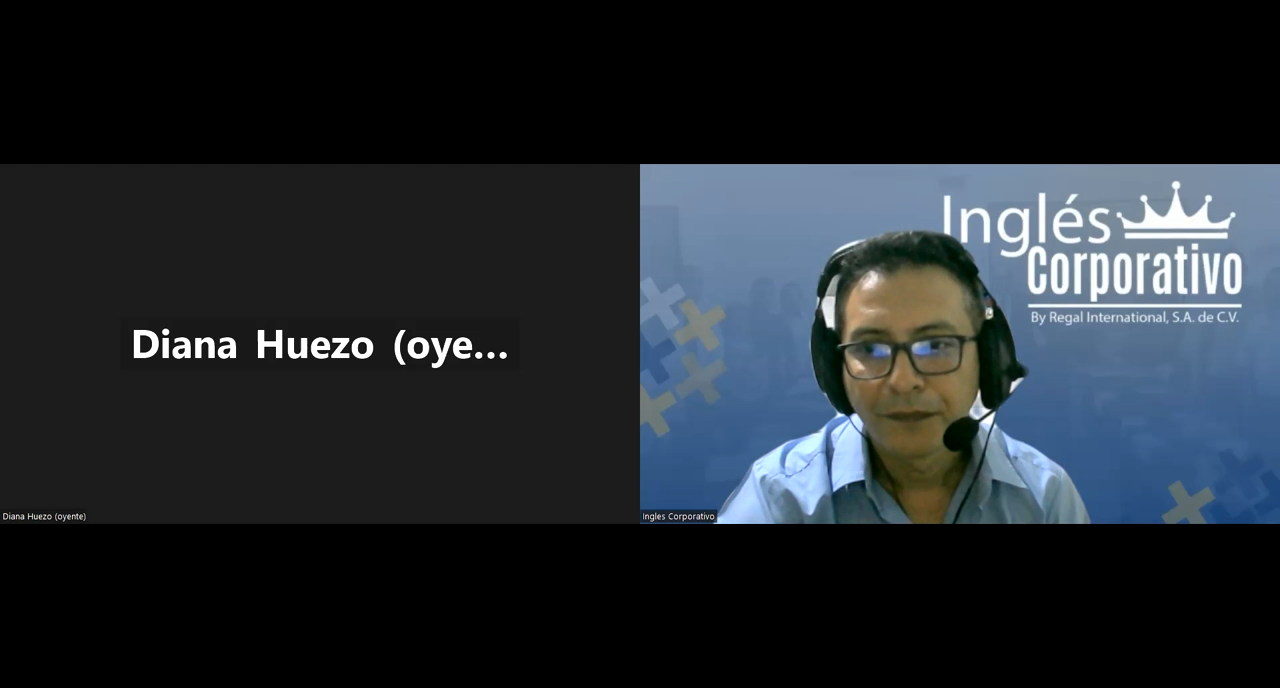 Diana Huezo (oye...
Diana Huezo (oyente)
Inglés
Corporativo
By Regal International, S.A. de C.V.
Ingles Corporativo